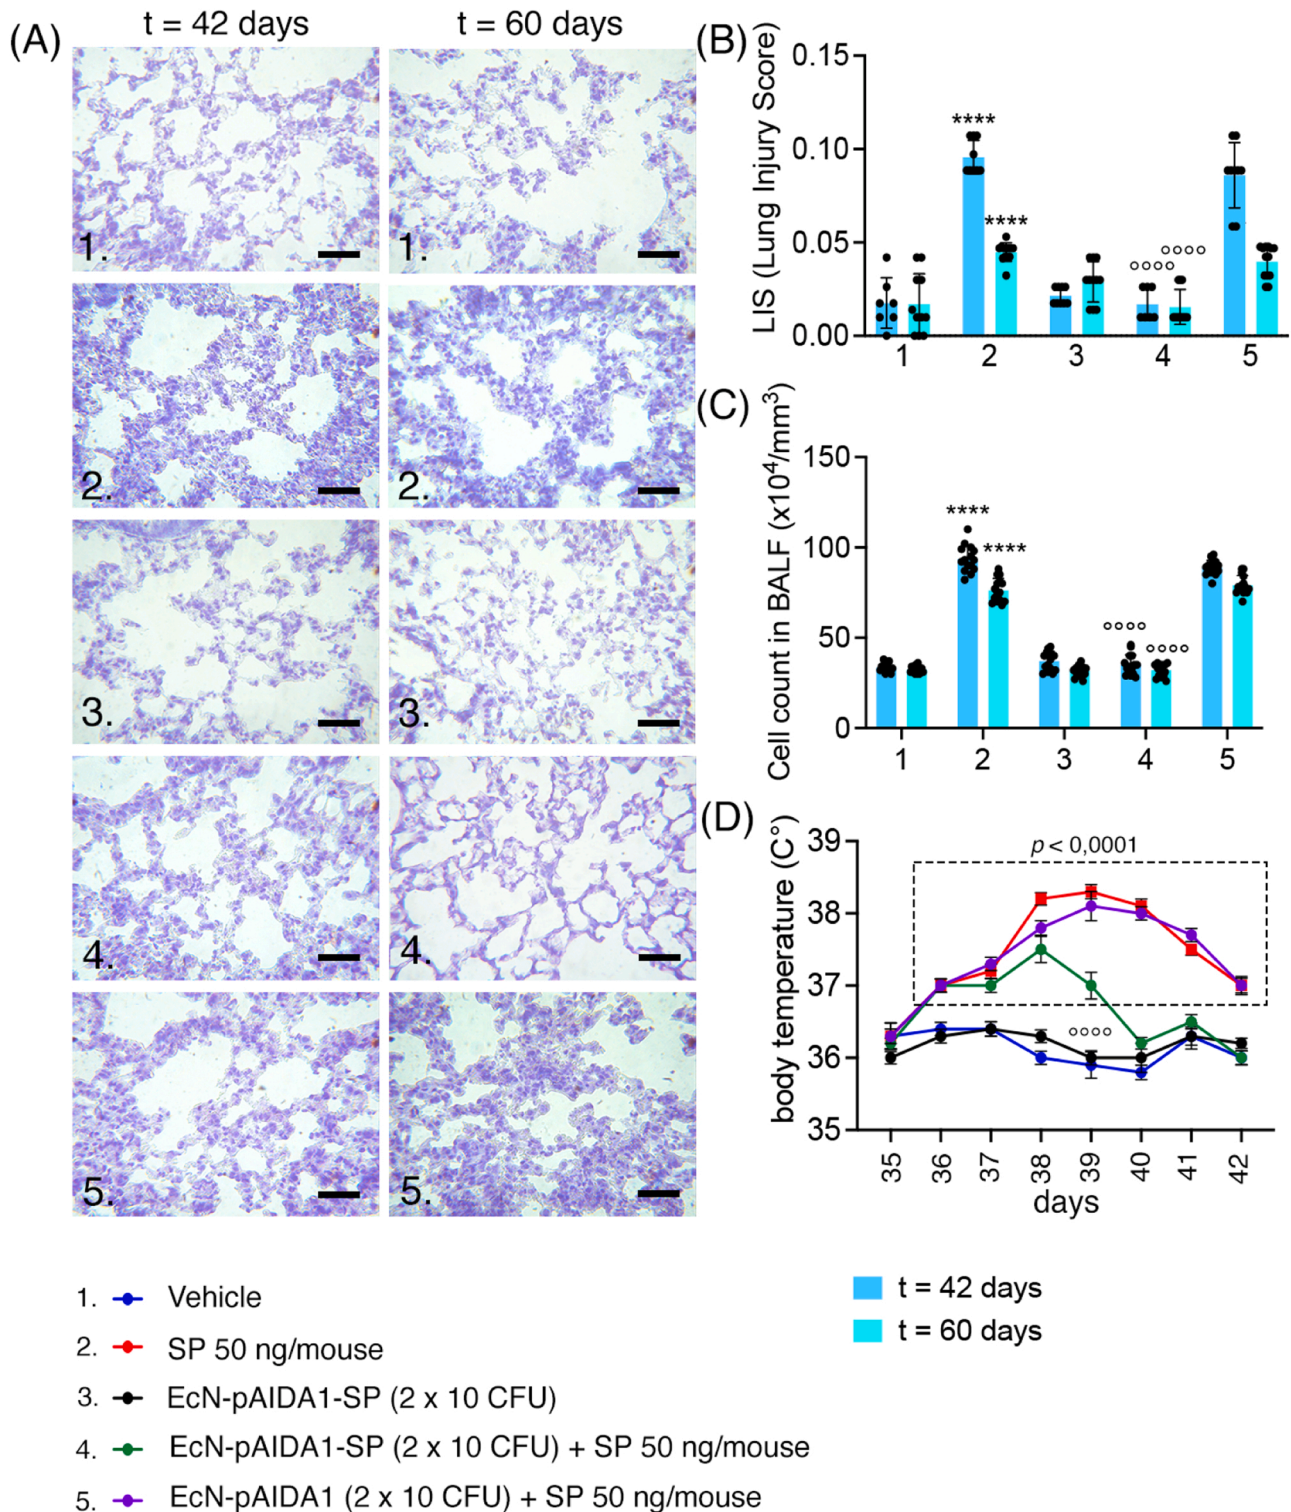 (A)
t = 42 days
t = 60 days
1.
1.
2.
2.
3.
3.
4.
4.
5.
5.
(B)
LIS (Lung Injury Score)
0.15
0.10
0.05
0.00
****
****
°°°°
°°°°
1 2 3 4 5
(C)
Cell count in BALF (x10⁴/mm³)
150
100
50
0
****
****
°°°°
°°°°
1 2 3 4 5
(D)
body temperature (C°)
39
38
37
36
35
p < 0,0001
°°°°
35 36 37 38 39 40 41 42
days
1. Vehicle
2. SP 50 ng/mouse
3. EcN-pAIDA1-SP (2 x 10 CFU)
4. EcN-pAIDA1-SP (2 x 10 CFU) + SP 50 ng/mouse
5. EcN-pAIDA1 (2 x 10 CFU) + SP 50 ng/mouse
t = 42 days
t = 60 days